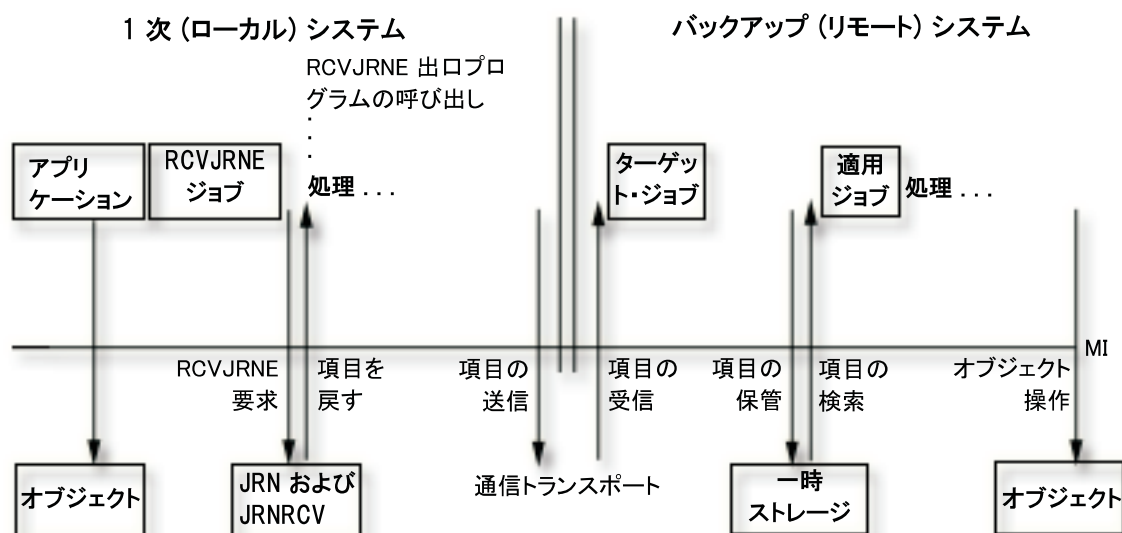 1 次 (ローカル) システム
バックアップ (リモート) システム
RCVJRNE 出口プロ
グラムの呼び出し
.
.
.
アプリ
ケーション
RCVJRNE
ジョブ
処理 . . .
ターゲッ
ト・ジョブ
適用
ジョブ
処理 . . .
MI
RCVJRNE
要求
項目を
戻す
項目の
送信
項目の
受信
項目の
保管
項目の
検索
オブジェクト
操作
オブジェクト
JRN および
JRNRCV
通信トランスポート
一時
ストレージ
オブジェクト